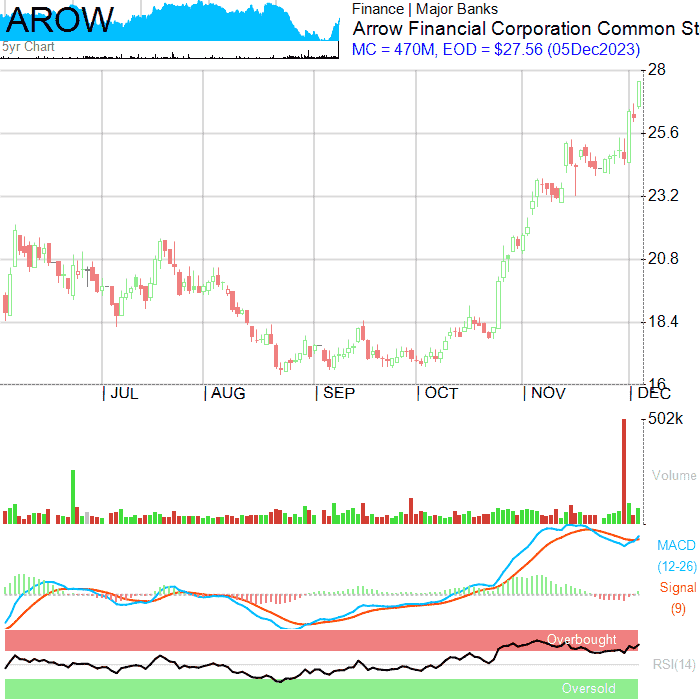 AROW
5yr Chart
Finance | Major Banks
Arrow Financial Corporation Common St
MC = 470M, EOD = $27.56 (05Dec2023)
28
25.6
23.2
20.8
18.4
16
JUL AUG SEP OCT NOV DEC
502k
Volume
MACD
(12-26)
Signal
(9)
Overbought
RSI(14)
Oversold